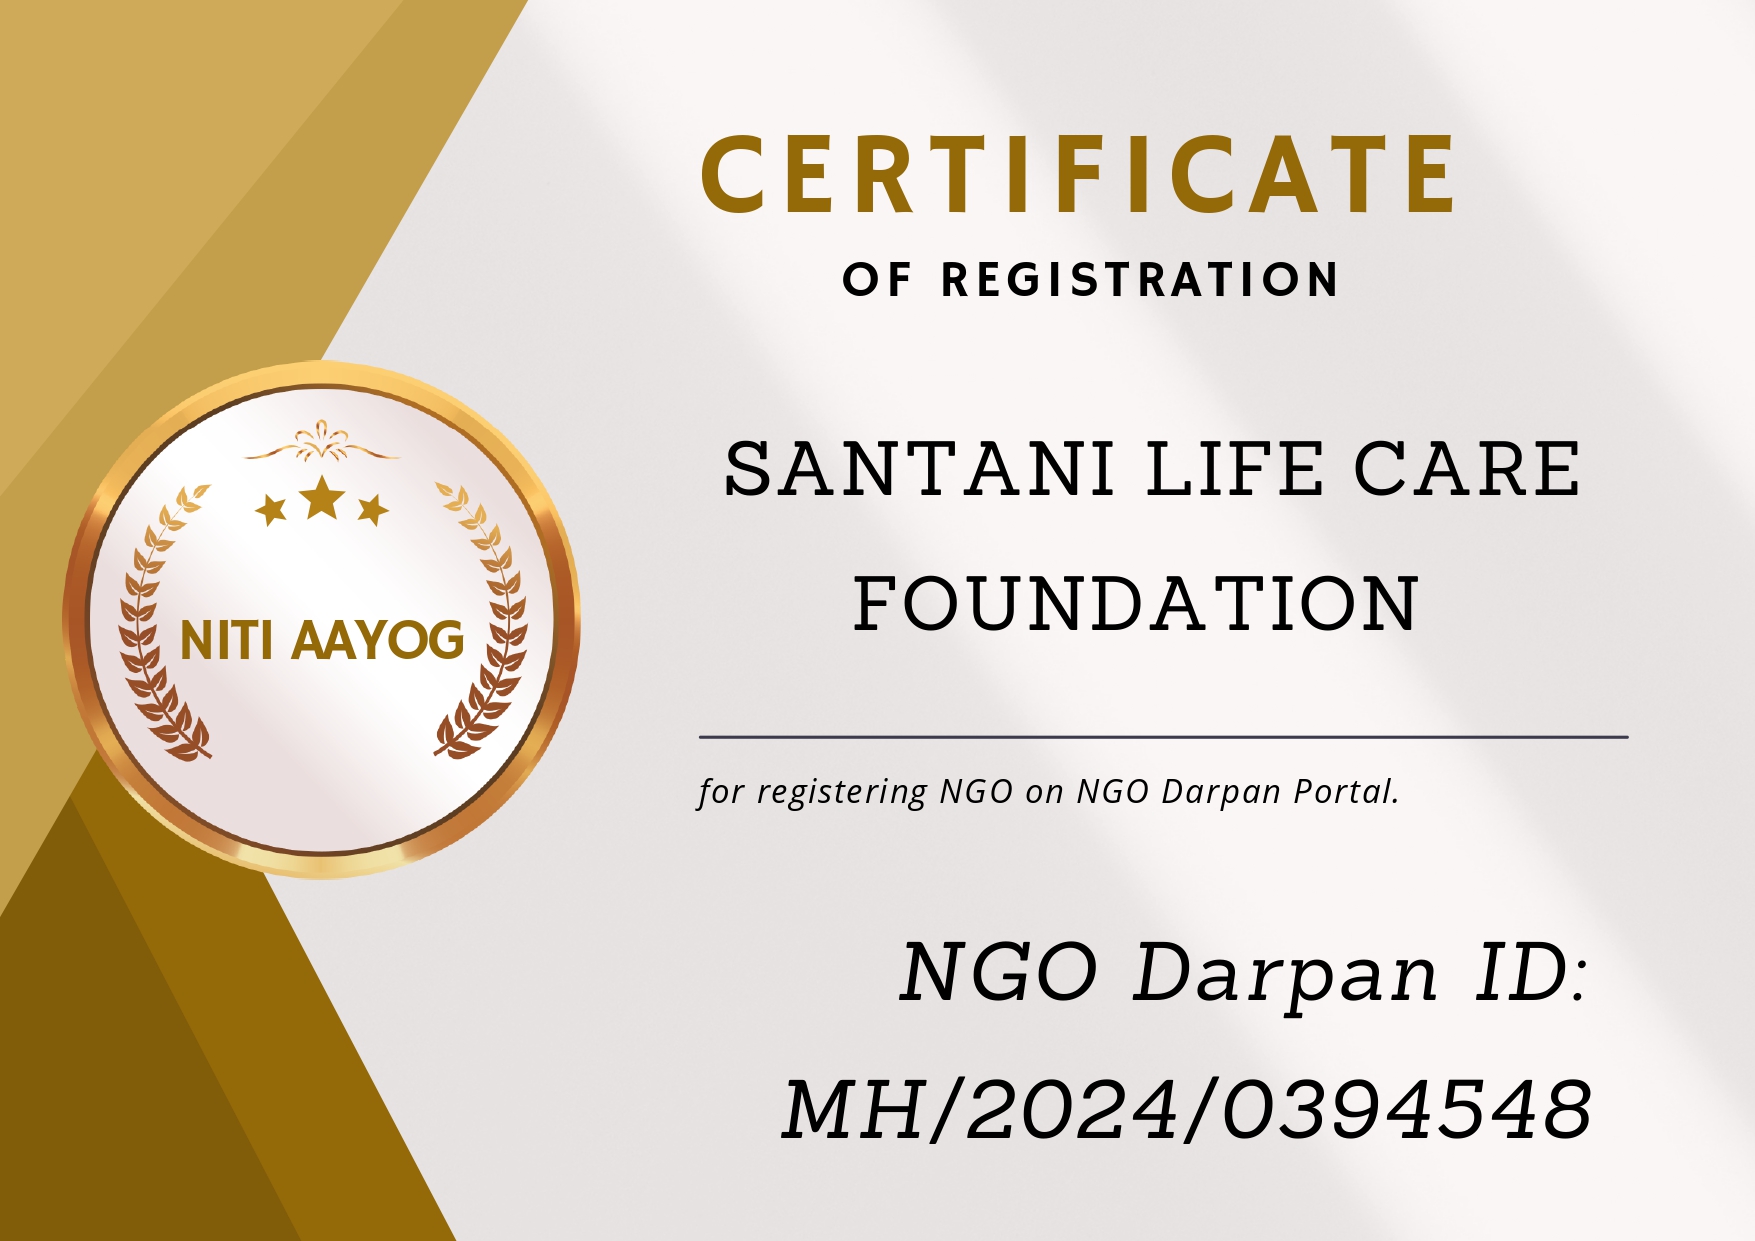 CERTIFICATE
OF REGISTRATION
SANTANI LIFE CARE
FOUNDATION
NITI AAYOG
for registering NGO on NGO Darpan Portal.
NGO Darpan ID:
MH/2024/0394548